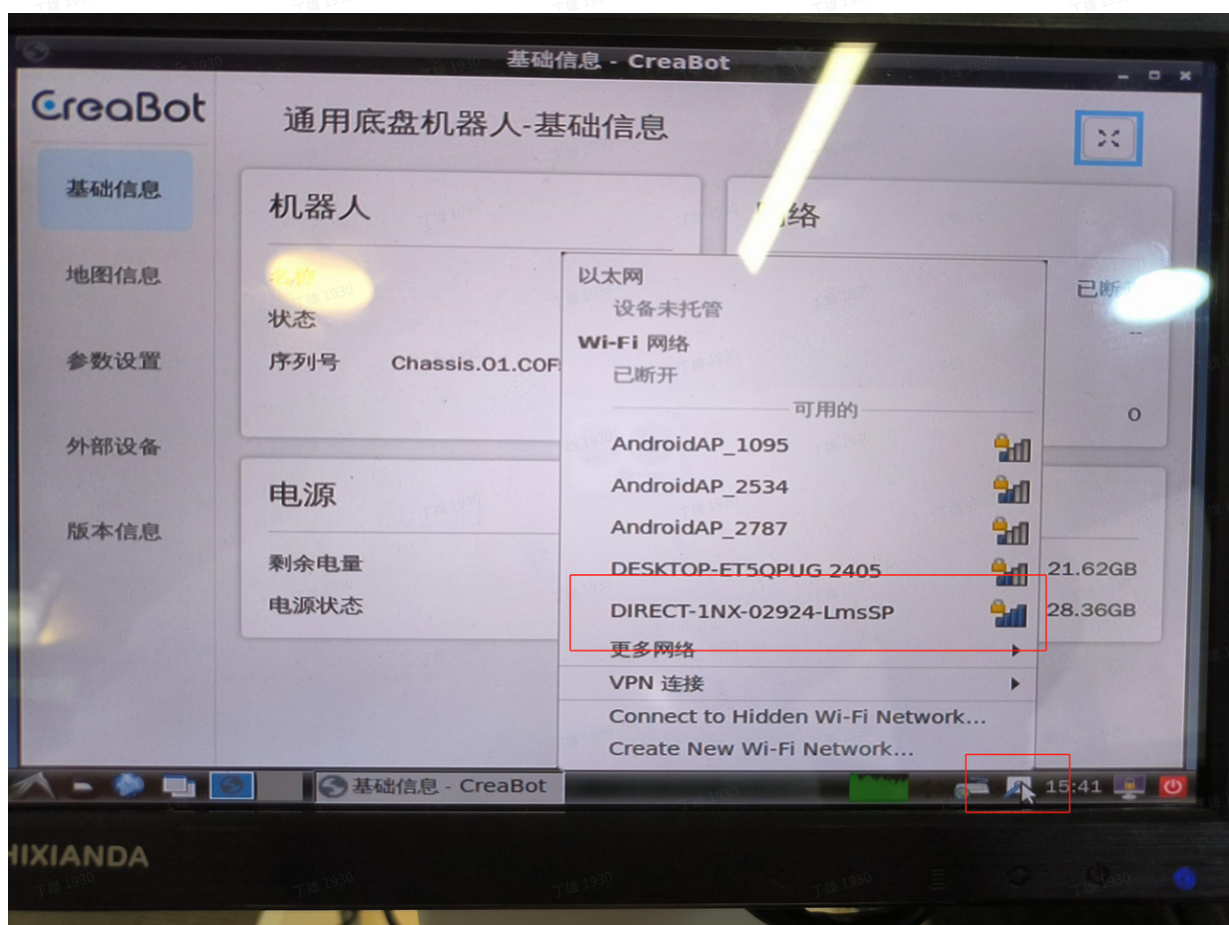 基础信息 - CreaBot
CreaBot
通用底盘机器人-基础信息
基础信息
地图信息
参数设置
外部设备
版本信息
机器人
名称
状态
序列号 Chassis.01.C0F
络
已断
--
0
电源
剩余电量
电源状态
21.62GB
28.36GB
以太网
设备未托管
Wi-Fi 网络
已断开
可用的
AndroidAP_1095
AndroidAP_2534
AndroidAP_2787
DESKTOP-ET5QPUG 2405
DIRECT-1NX-02924-LmsSP
更多网络
VPN 连接
Connect to Hidden Wi-Fi Network...
Create New Wi-Fi Network...
基础信息 - CreaBot
15:41
HIXIANDA
丁雄 1930